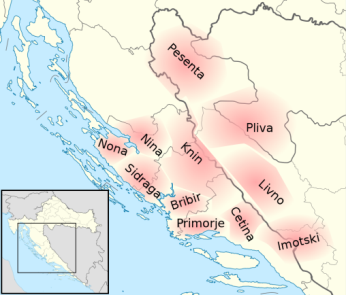 Pesenta
Pliva
Nina
Nona
Knin
Sidraga
Livno
Bribir
Primorje
Cetina
Imotski